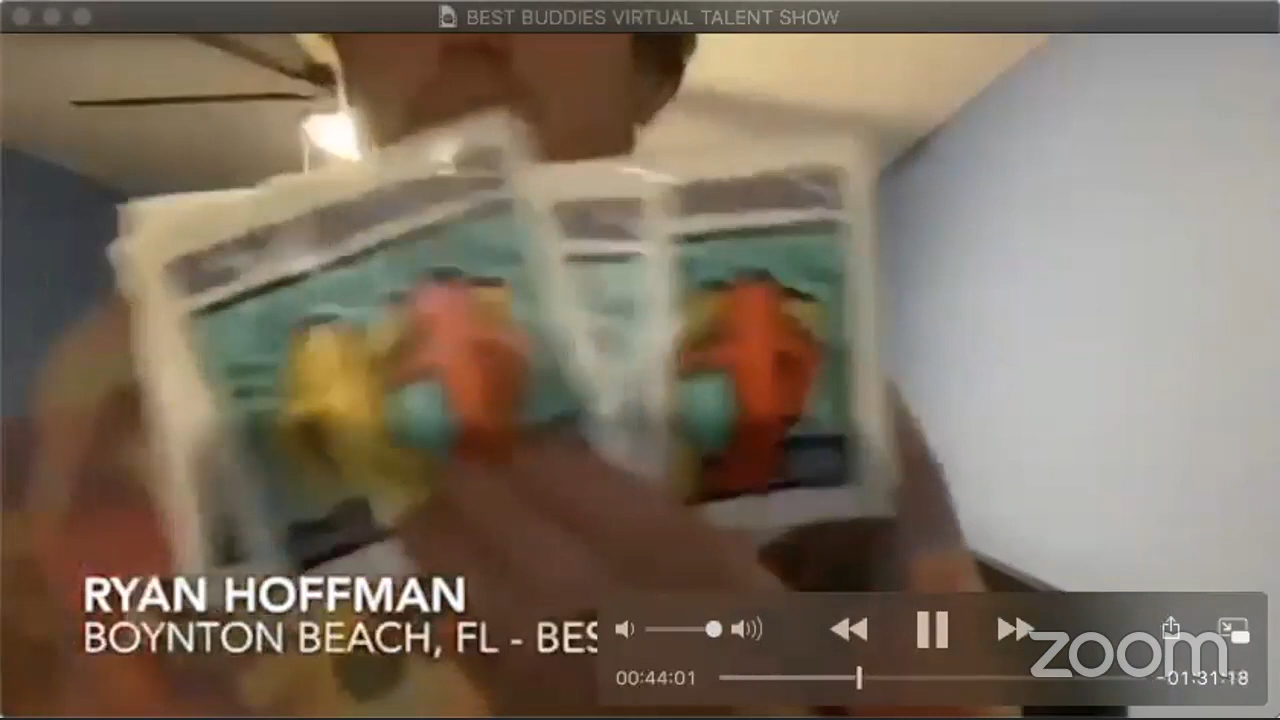 BEST BUDDIES VIRTUAL TALENT SHOW
RYAN HOFFMAN
BOYNTON BEACH, FL - BES
00:44:01
-01:31:18
zoom